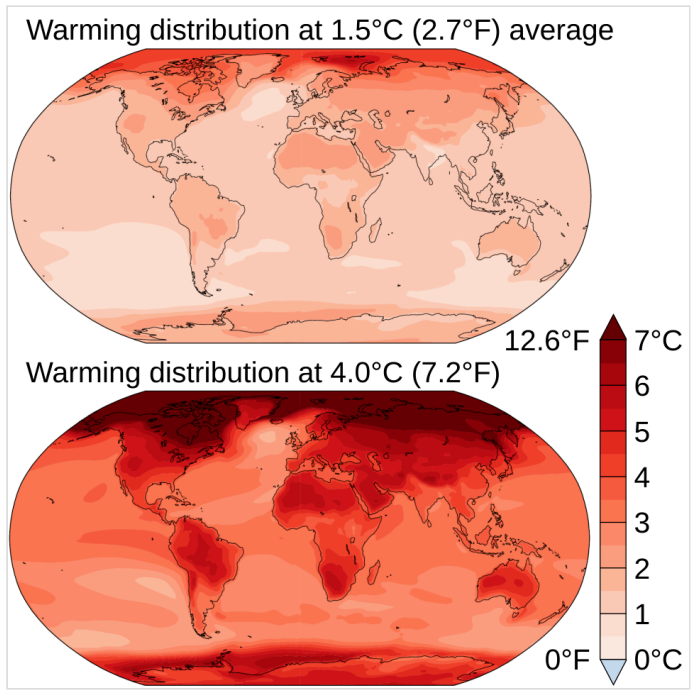 Warming distribution at 1.5°C (2.7°F) average
12.6°F 7°C
Warming distribution at 4.0°C (7.2°F)
6
5
4
3
2
1
0°F 0°C